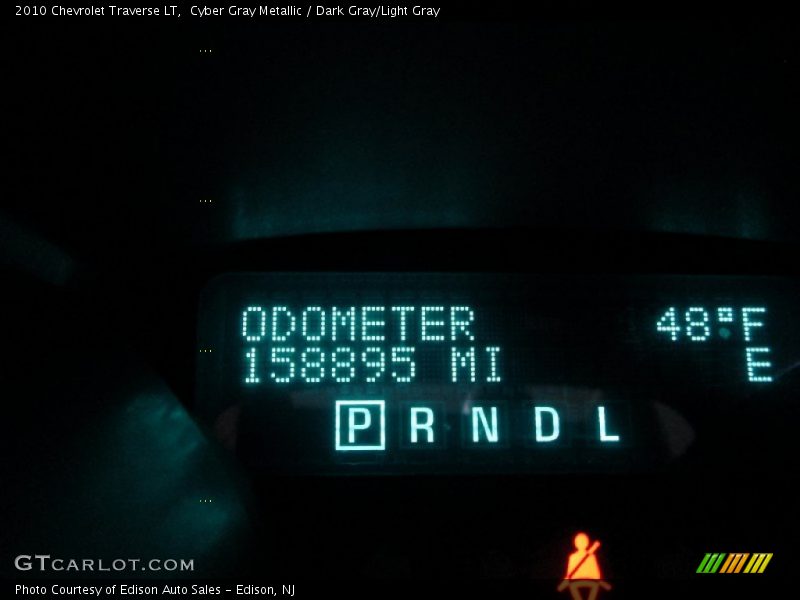 2010 Chevrolet Traverse LT,  Cyber Gray Metallic / Dark Gray/Light Gray
ODOMETER 48°F
158895 MI E
P R N D L
GTCARLOT.COM
Photo Courtesy of Edison Auto Sales - Edison, NJ